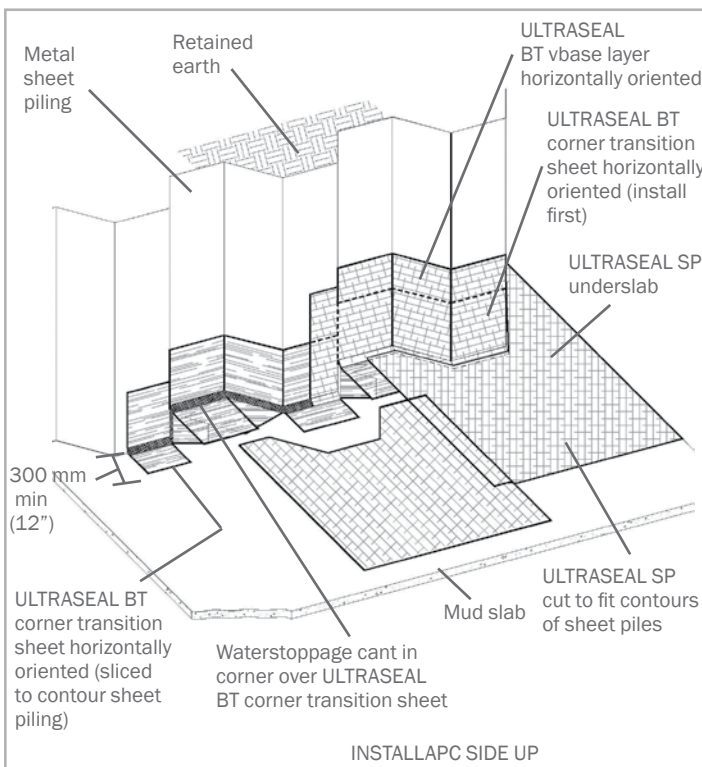 Metal
sheet
piling
Retained
earth
ULTRASEAL
BT vbase layer
horizontally oriented
ULTRASEAL BT
corner transition
sheet horizontally
oriented (install
first)
ULTRASEAL SP
underslab
300 mm
min
(12”)
ULTRASEAL BT
corner transition
sheet horizontally
oriented (sliced
to contour sheet
piling)
Waterstoppage cant in
corner over ULTRASEAL
BT corner transition sheet
Mud slab
ULTRASEAL SP
cut to fit contours
of sheet piles
INSTALLAPC SIDE UP